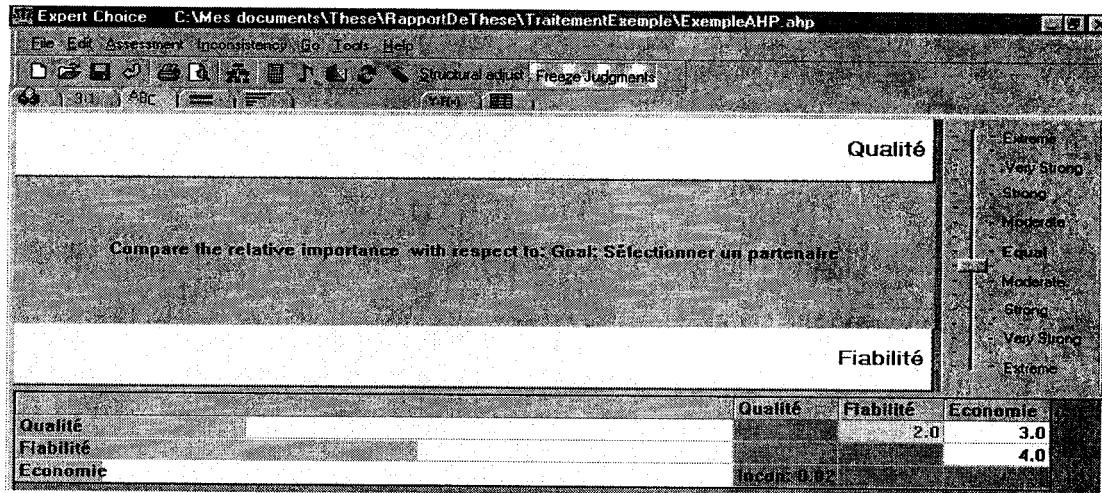 Expert Choice C:\Mes documents\These\RapportDeThese\TraitementExemple\ExempleAHP.ahp
File Edit Assessment Inconsistency Go Tools Help
Structural adjust Freeze Judgments
3:1 ABC Y=f(x)
Qualité
Extreme
Very Strong
Strong
Moderate
Equal
Moderate
Strong
Very Strong
Extreme
Compare the relative importance with respect to: Goal: Sélectionner un partenaire
Fiabilité
Qualité Fiabilité Economie
Qualité 2.0 3.0
Fiabilité 4.0
Economie Incon: 0.02